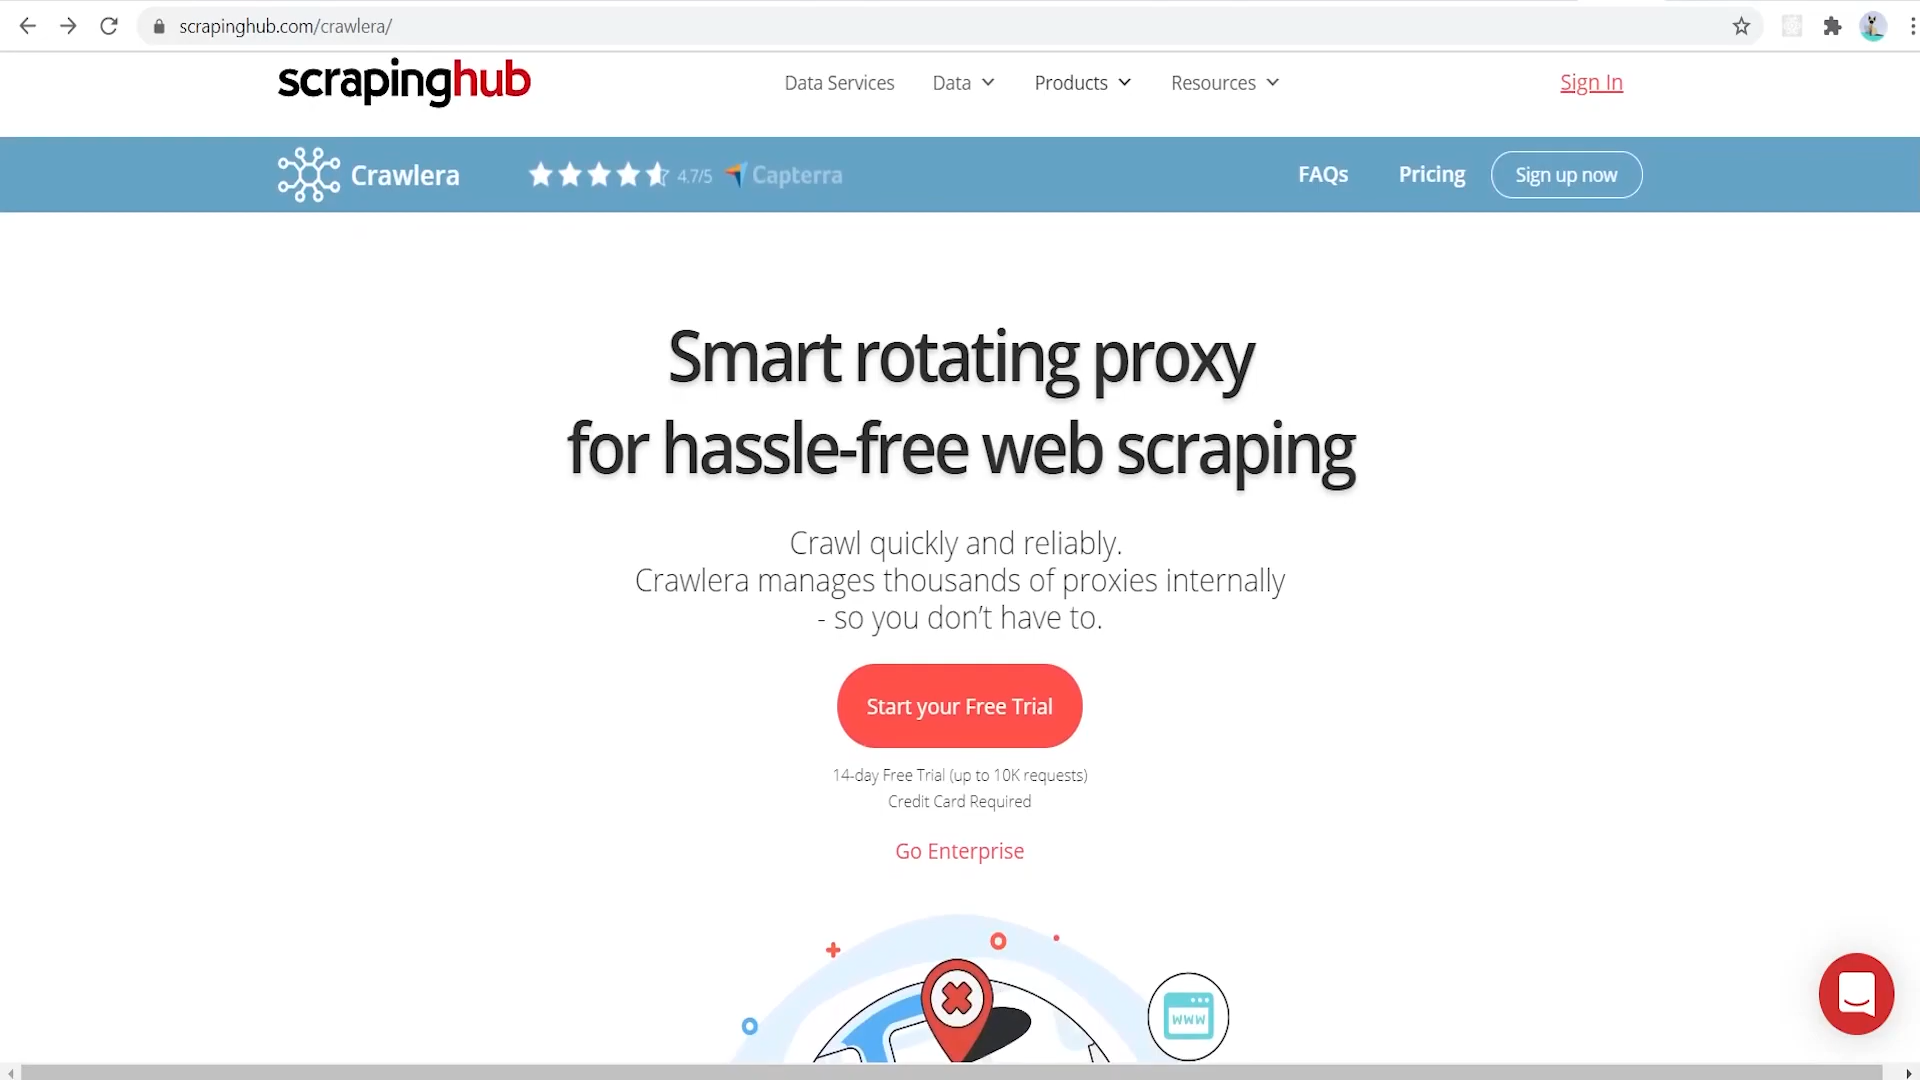 scrapinghub.com/crawlera/
scrapinghub
Data Services
Data
Products
Resources
Sign In
Crawlera
4.7/5
Capterra
FAQs
Pricing
Sign up now
Smart rotating proxy
for hassle-free web scraping
Crawl quickly and reliably.
Crawlera manages thousands of proxies internally
- so you don’t have to.
Start your Free Trial
14-day Free Trial (up to 10K requests)
Credit Card Required
Go Enterprise
www